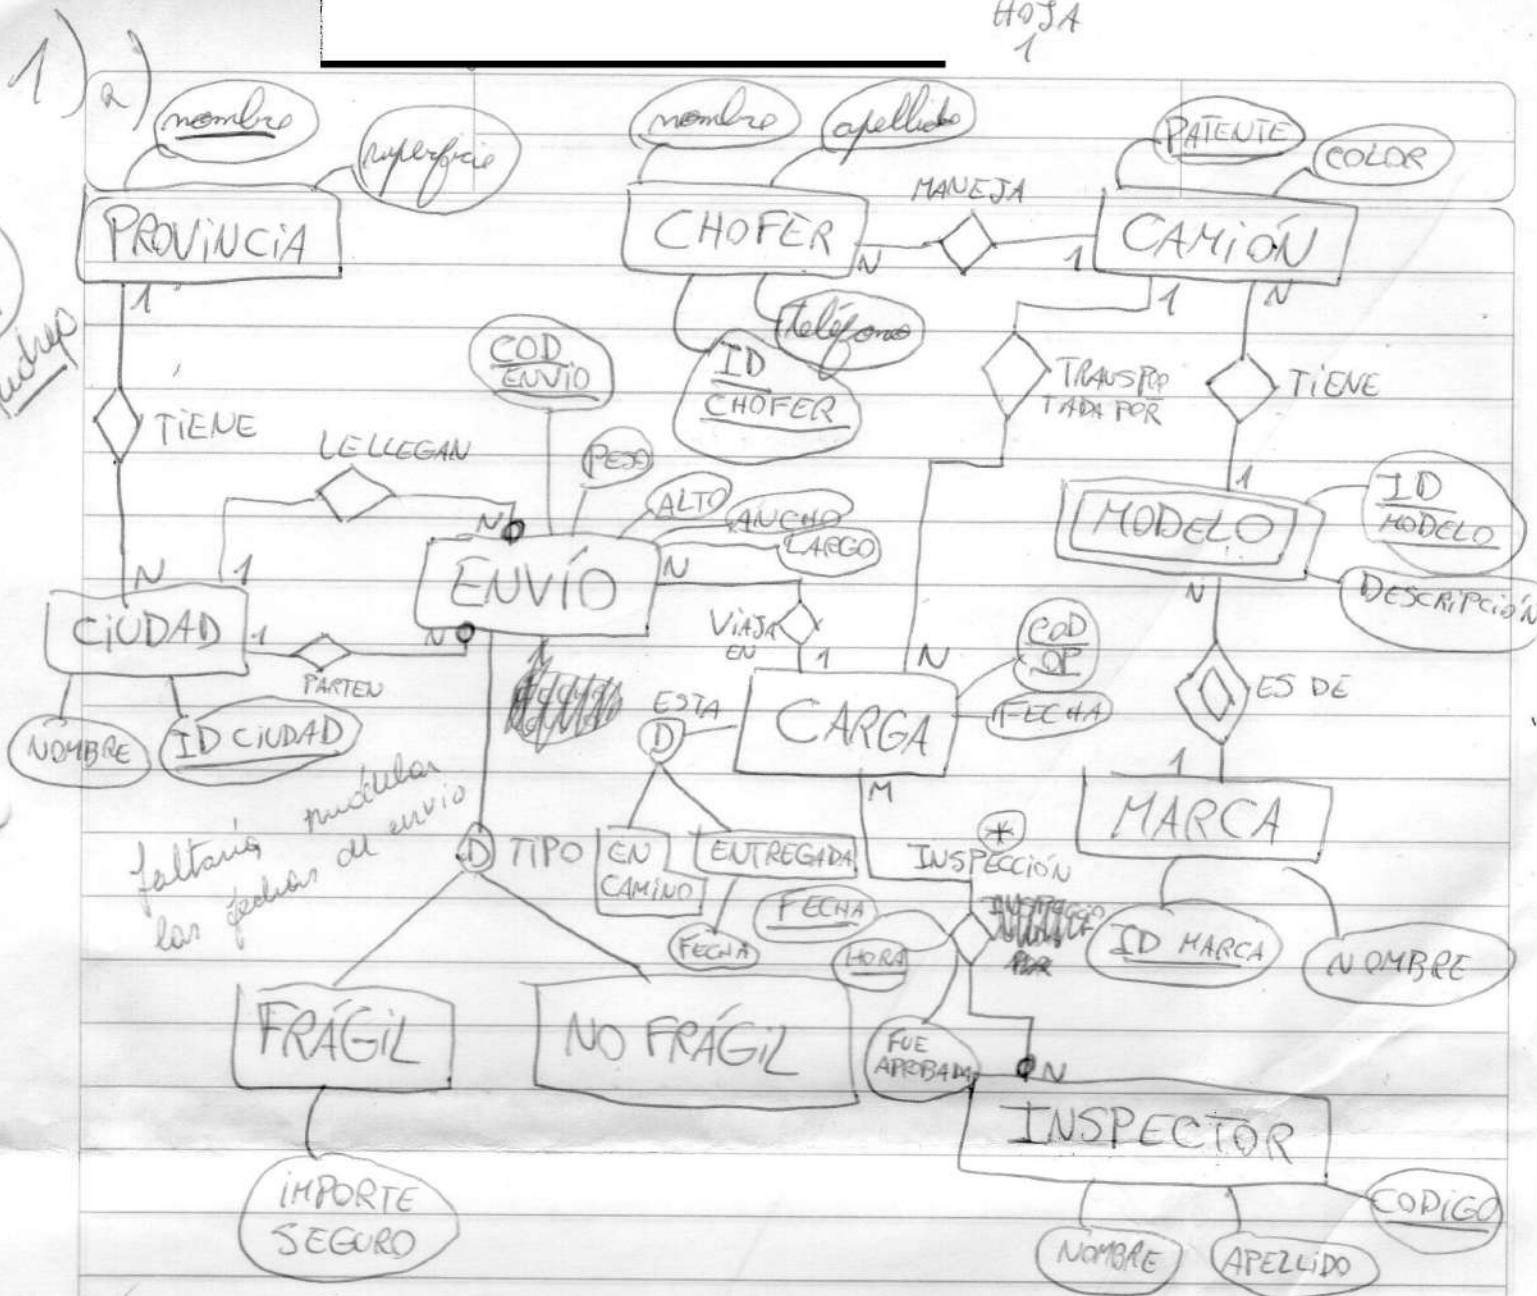 HOJA
1
1) a)
nombre
superficie
PROVINCIA
1
TIENE
N
CIUDAD
NOMBRE
ID CIUDAD
nombre
apellido
CHOFER
teléfono
ID
CHOFER
N
MANEJA
1
PATENTE
COLOR
CAMIÓN
1
TRANSPOR
TADA POR
N
N
TIENE
1
MODELO
ID
MODELO
DESCRIPCIÓN
N
ES DE
1
MARCA
ID MARCA
NOMBRE
LE LLEGAN
1
N
1
PARTEN
N
COD
ENVIO
PESO
ALTO
ANCHO
LARGO
ENVÍO
N
VIAJA
EN
1
CARGA
COD
OP
FECHA
ESTA
D
EN
CAMINO
ENTREGADA
FECHA
faltaría modelar
las fechas de envio
D TIPO
FRÁGIL
NO FRÁGIL
IMPORTE
SEGURO
M
*
INSPECCIÓN
FECHA
HORA
FUE
APROBADA
N
INSPECTOR
NOMBRE
APELLIDO
CODIGO